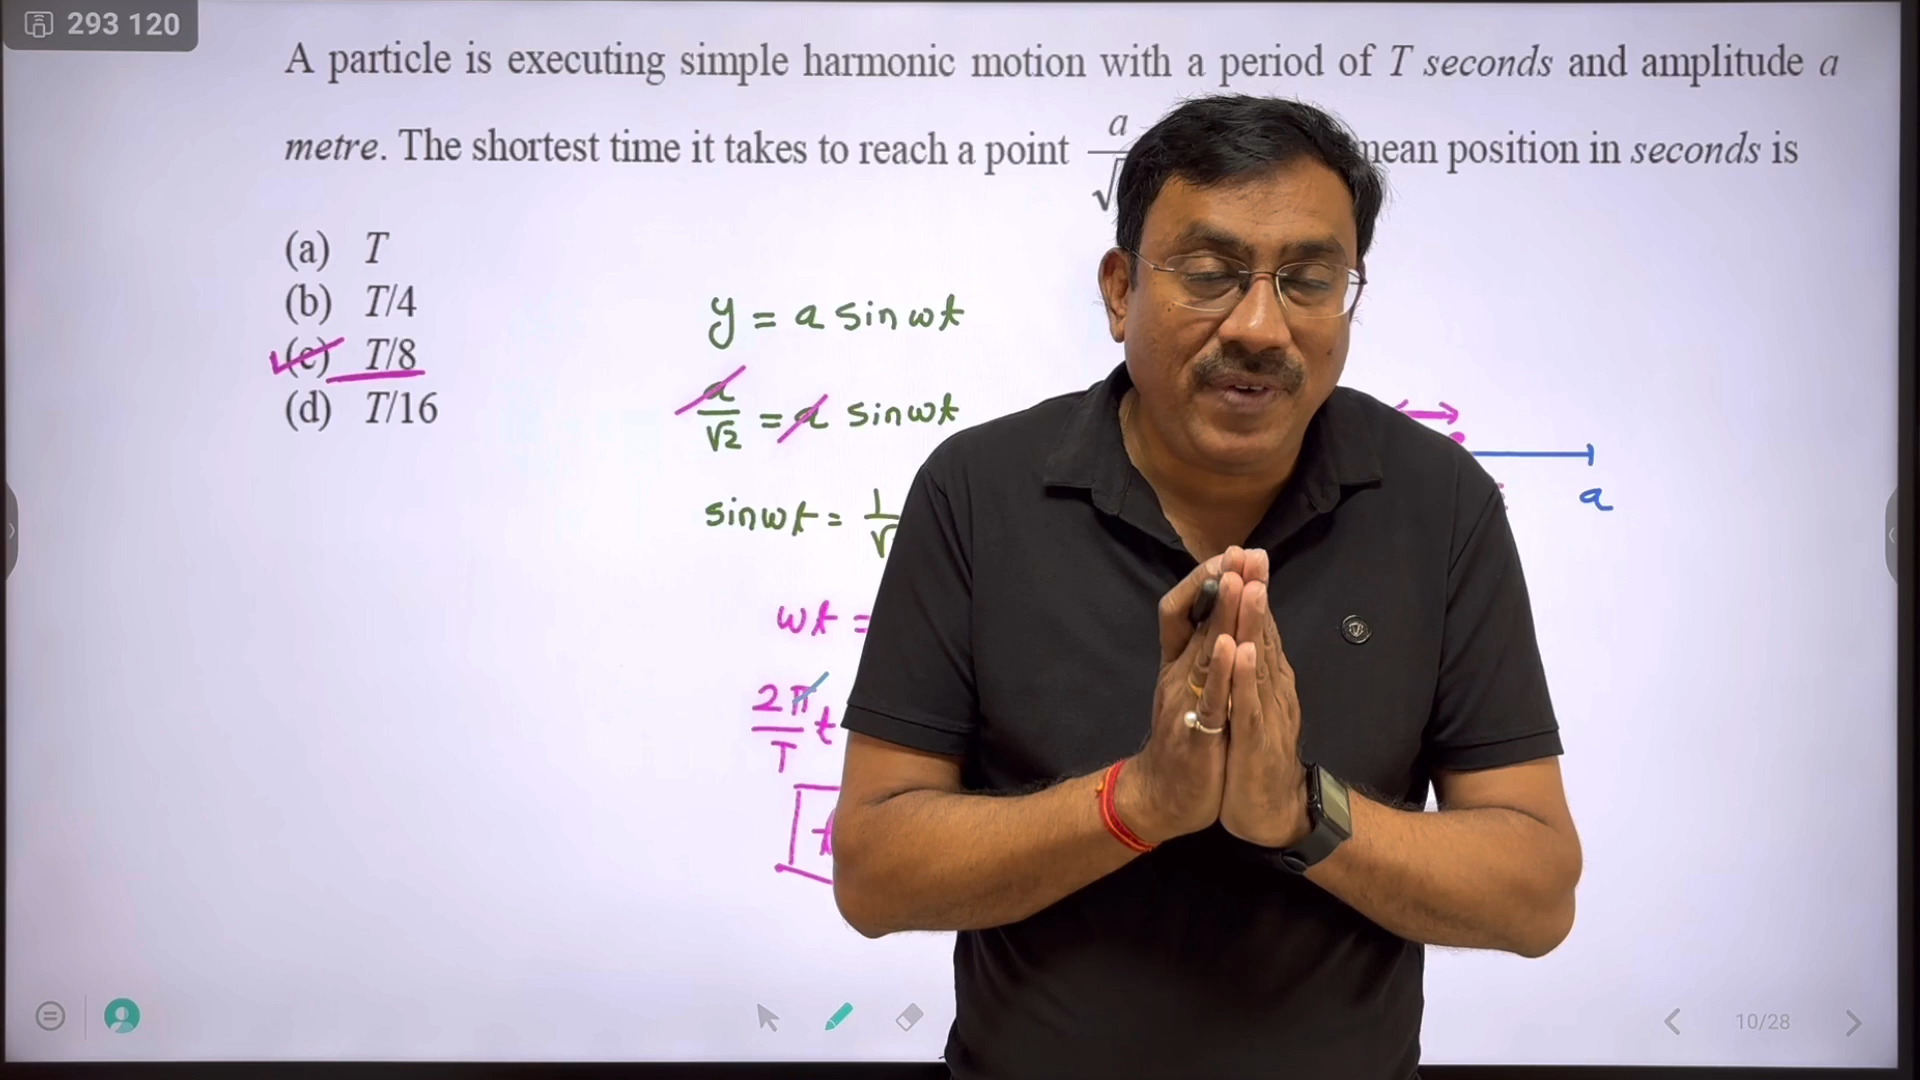 293 120
A particle is executing simple harmonic motion with a period of T seconds and amplitude a
metre. The shortest time it takes to reach a point a/√ mean position in seconds is
(a) T
(b) T/4
(c) T/8
(d) T/16
y = a sin ωt
a/√2 = a sin ωt
sin ωt = 1/√
ωt =
2π/T t
t
a
10/28